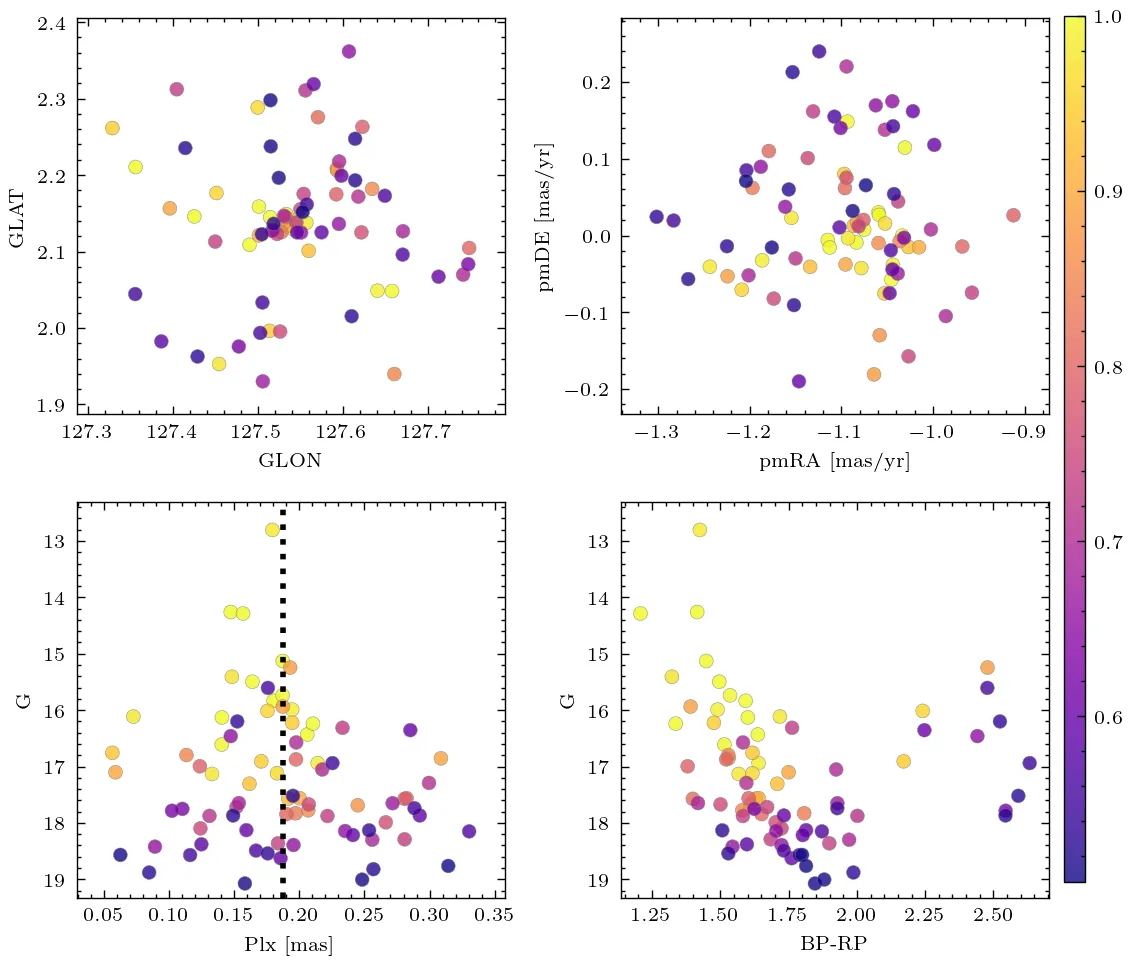 2.4
2.3
2.2
2.1
2.0
1.9
GLAT
127.3 127.4 127.5 127.6 127.7
GLON
0.2
0.1
0.0
−0.1
−0.2
pmDE [mas/yr]
−1.3 −1.2 −1.1 −1.0 −0.9
pmRA [mas/yr]
1.0
0.9
0.8
0.7
0.6
13
14
15
16
17
18
19
G
0.05 0.10 0.15 0.20 0.25 0.30 0.35
Plx [mas]
13
14
15
16
17
18
19
G
1.25 1.50 1.75 2.00 2.25 2.50
BP-RP